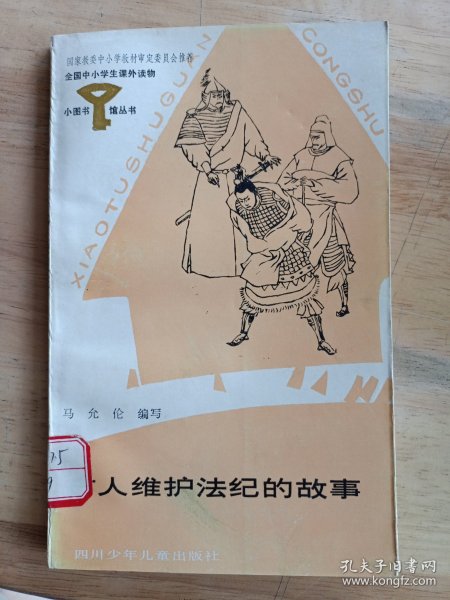 国家教委中小学教材审定委员会推荐
全国中小学生课外读物
小图书馆丛书
XIAOTUSHUGUAN
CONGSHU
马允伦 编写
人维护法纪的故事
四川少年儿童出版社
孔夫子旧书网
www.kongfz.com